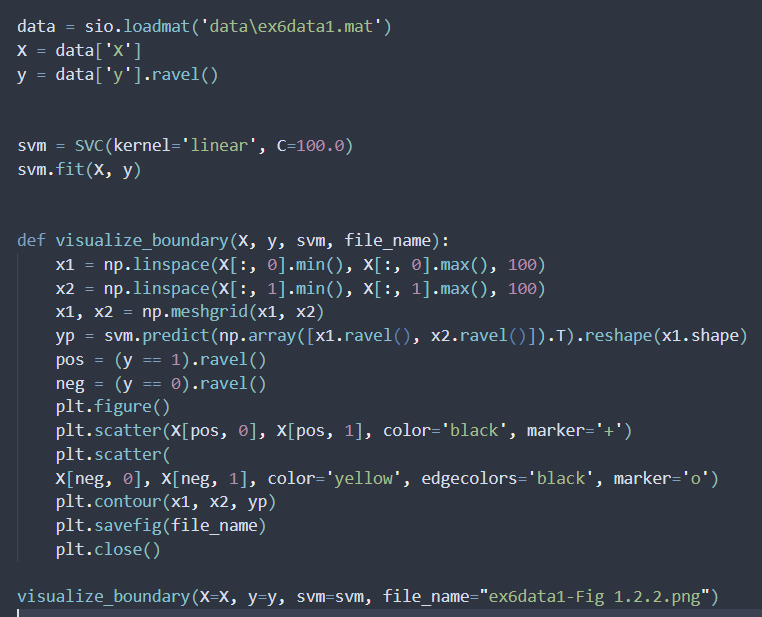 data = sio.loadmat('data\ex6data1.mat')
X = data['X']
y = data['y'].ravel()
svm = SVC(kernel='linear', C=100.0)
svm.fit(X, y)
def visualize_boundary(X, y, svm, file_name):
    x1 = np.linspace(X[:, 0].min(), X[:, 0].max(), 100)
    x2 = np.linspace(X[:, 1].min(), X[:, 1].max(), 100)
    x1, x2 = np.meshgrid(x1, x2)
    yp = svm.predict(np.array([x1.ravel(), x2.ravel()]).T).reshape(x1.shape)
    pos = (y == 1).ravel()
    neg = (y == 0).ravel()
    plt.figure()
    plt.scatter(X[pos, 0], X[pos, 1], color='black', marker='+')
    plt.scatter(
    X[neg, 0], X[neg, 1], color='yellow', edgecolors='black', marker='o')
    plt.contour(x1, x2, yp)
    plt.savefig(file_name)
    plt.close()
visualize_boundary(X=X, y=y, svm=svm, file_name="ex6data1-Fig 1.2.2.png")